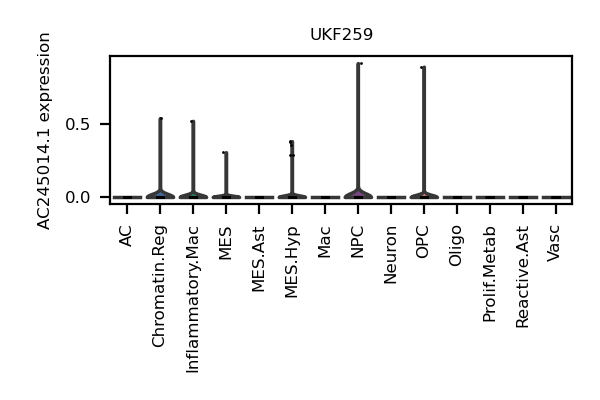 UKF259
AC245014.1 expression
0.5
0.0
AC
Chromatin.Reg
Inflammatory.Mac
MES
MES.Ast
MES.Hyp
Mac
NPC
Neuron
OPC
Oligo
Prolif.Metab
Reactive.Ast
Vasc